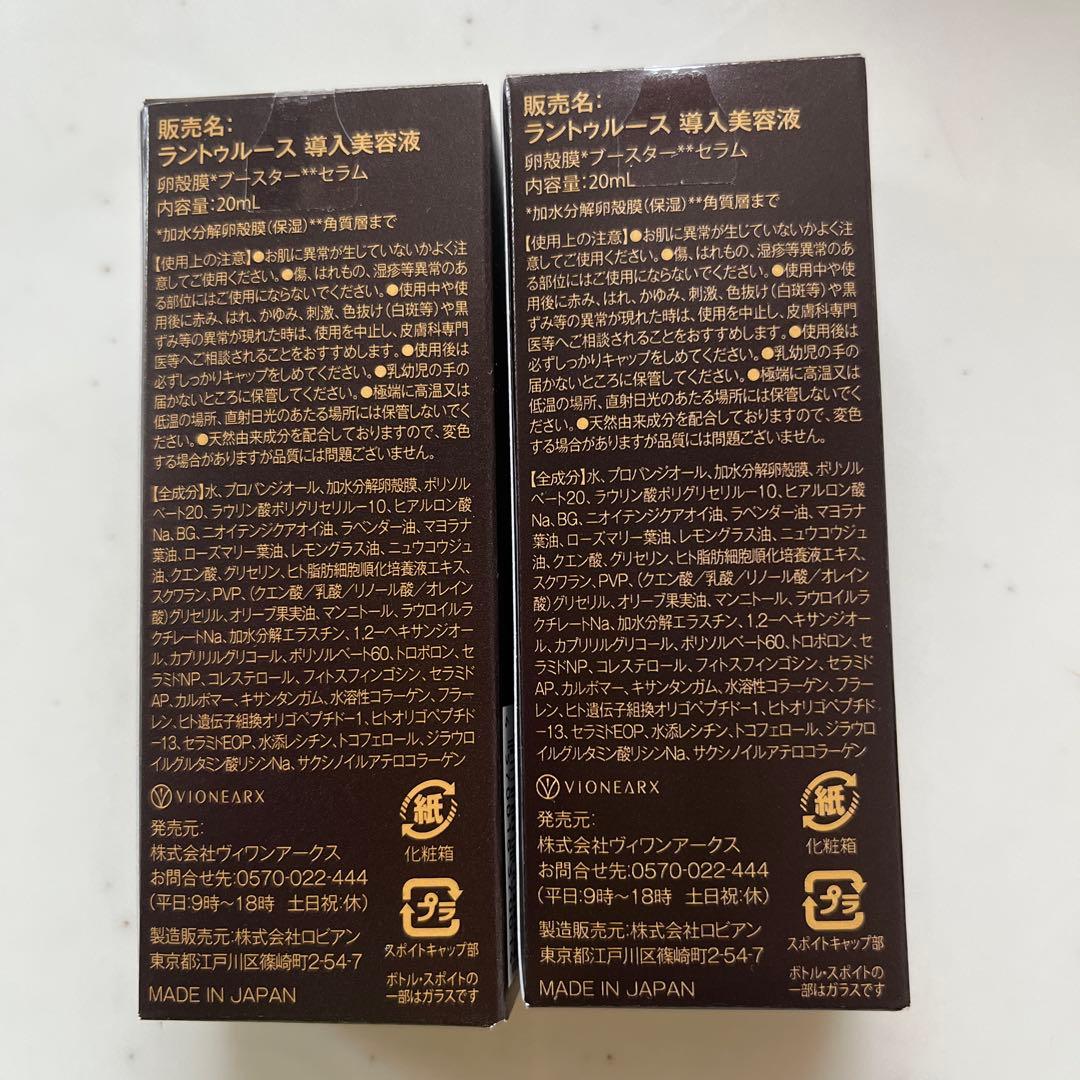 販売名:
ラントゥルース 導入美容液
卵殻膜*ブースター**セラム
内容量:20mL
*加水分解卵殻膜(保湿)**角質層まで
【使用上の注意】●お肌に異常が生じていないかよく注
意してご使用ください。●傷、はれもの、湿疹等異常のあ
る部位にはご使用にならないでください。●使用中や使
用後に赤み、はれ、かゆみ、刺激、色抜け(白斑等)や黒
ずみ等の異常が現れた時は、使用を中止し、皮膚科専門
医等へご相談されることをおすすめします。●使用後は
必ずしっかりキャップをしめてください。●乳幼児の手の
届かないところに保管してください。●極端に高温又は
低温の場所、直射日光のあたる場所には保管しないでく
ださい。●天然由来成分を配合しておりますので、変色
する場合がありますが品質には問題ございません。
【全成分】水、プロパンジオール、加水分解卵殻膜、ポリソル
ベート20、ラウリン酸ポリグリセリル-10、ヒアルロン酸
Na、BG、ニオイテンジクアオイ油、ラベンダー油、マヨラナ
葉油、ローズマリー葉油、レモングラス油、ニュウコウジュ
油、クエン酸、グリセリン、ヒト脂肪細胞順化培養液エキス、
スクワラン、PVP、(クエン酸/乳酸/リノール酸/オレイン
酸)グリセリル、オリーブ果実油、マンニトール、ラウロイルラ
クチレートNa、加水分解エラスチン、1,2-ヘキサンジオー
ル、カプリリルグリコール、ポリソルベート60、トロポロン、セ
ラミドNP、コレステロール、フィトスフィンゴシン、セラミド
AP、カルボマー、キサンタンガム、水溶性コラーゲン、フラー
レン、ヒト遺伝子組換オリゴペプチド-1、ヒトオリゴペプチド
-13、セラミドEOP、水添レシチン、トコフェロール、ジラウロ
イルグルタミン酸リシンNa、サクシノイルアテロコラーゲン
VIONEARX
発売元:
株式会社ヴィワンアークス
お問合せ先:0570-022-444
(平日:9時～18時 土日祝:休)
製造販売元:株式会社ロビアン
東京都江戸川区篠崎町2-54-7
MADE IN JAPAN
紙
化粧箱
プラ
スポイトキャップ部
ボトル・スポイトの
一部はガラスです
販売名:
ラントゥルース 導入美容液
卵殻膜*ブースター**セラム
内容量:20mL
*加水分解卵殻膜(保湿)**角質層まで
【使用上の注意】●お肌に異常が生じていないかよく注
意してご使用ください。●傷、はれもの、湿疹等異常のあ
る部位にはご使用にならないでください。●使用中や使
用後に赤み、はれ、かゆみ、刺激、色抜け(白斑等)や黒
ずみ等の異常が現れた時は、使用を中止し、皮膚科専門
医等へご相談されることをおすすめします。●使用後は
必ずしっかりキャップをしめてください。●乳幼児の手の
届かないところに保管してください。●極端に高温又は
低温の場所、直射日光のあたる場所には保管しないでく
ださい。●天然由来成分を配合しておりますので、変色
する場合がありますが品質には問題ございません。
【全成分】水、プロパンジオール、加水分解卵殻膜、ポリソル
ベート20、ラウリン酸ポリグリセリル-10、ヒアルロン酸
Na、BG、ニオイテンジクアオイ油、ラベンダー油、マヨラナ
葉油、ローズマリー葉油、レモングラス油、ニュウコウジュ
油、クエン酸、グリセリン、ヒト脂肪細胞順化培養液エキス、
スクワラン、PVP、(クエン酸/乳酸/リノール酸/オレイン
酸)グリセリル、オリーブ果実油、マンニトール、ラウロイルラ
クチレートNa、加水分解エラスチン、1,2-ヘキサンジオー
ル、カプリリルグリコール、ポリソルベート60、トロポロン、セ
ラミドNP、コレステロール、フィトスフィンゴシン、セラミド
AP、カルボマー、キサンタンガム、水溶性コラーゲン、フラー
レン、ヒト遺伝子組換オリゴペプチド-1、ヒトオリゴペプチド
-13、セラミドEOP、水添レシチン、トコフェロール、ジラウロ
イルグルタミン酸リシンNa、サクシノイルアテロコラーゲン
VIONEARX
発売元:
株式会社ヴィワンアークス
お問合せ先:0570-022-444
(平日:9時～18時 土日祝:休)
製造販売元:株式会社ロビアン
東京都江戸川区篠崎町2-54-7
MADE IN JAPAN
紙
化粧箱
プラ
スポイトキャップ部
ボトル・スポイトの
一部はガラスです